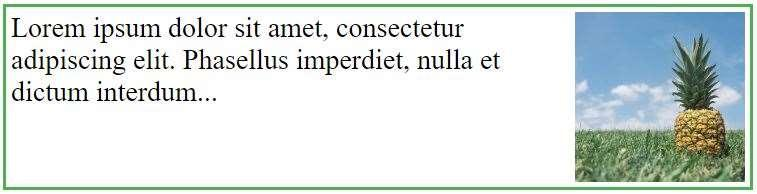 Lorem ipsum dolor sit amet, consectetur
adipiscing elit. Phasellus imperdiet, nulla et
dictum interdum...